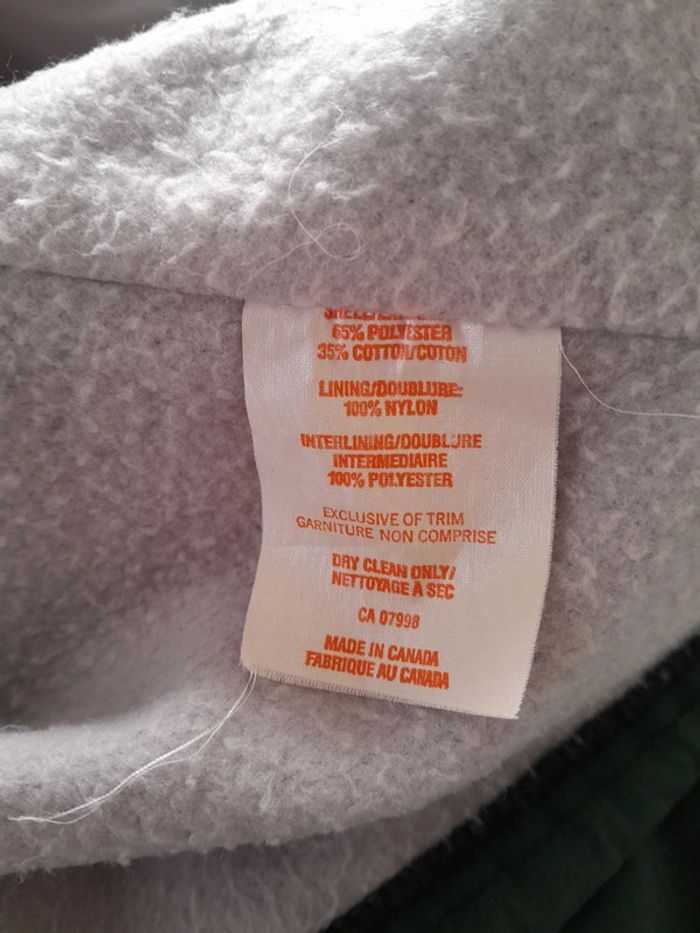 65% POLYESTER
35% COTTON/COTON
LINING/DOUBLURE:
100% NYLON
INTERLINING/DOUBLURE
INTERMEDIAIRE
100% POLYESTER
EXCLUSIVE OF TRIM
GARNITURE NON COMPRISE
DRY CLEAN ONLY/
NETTOYAGE À SEC
CA 07998
MADE IN CANADA
FABRIQUE AU CANADA